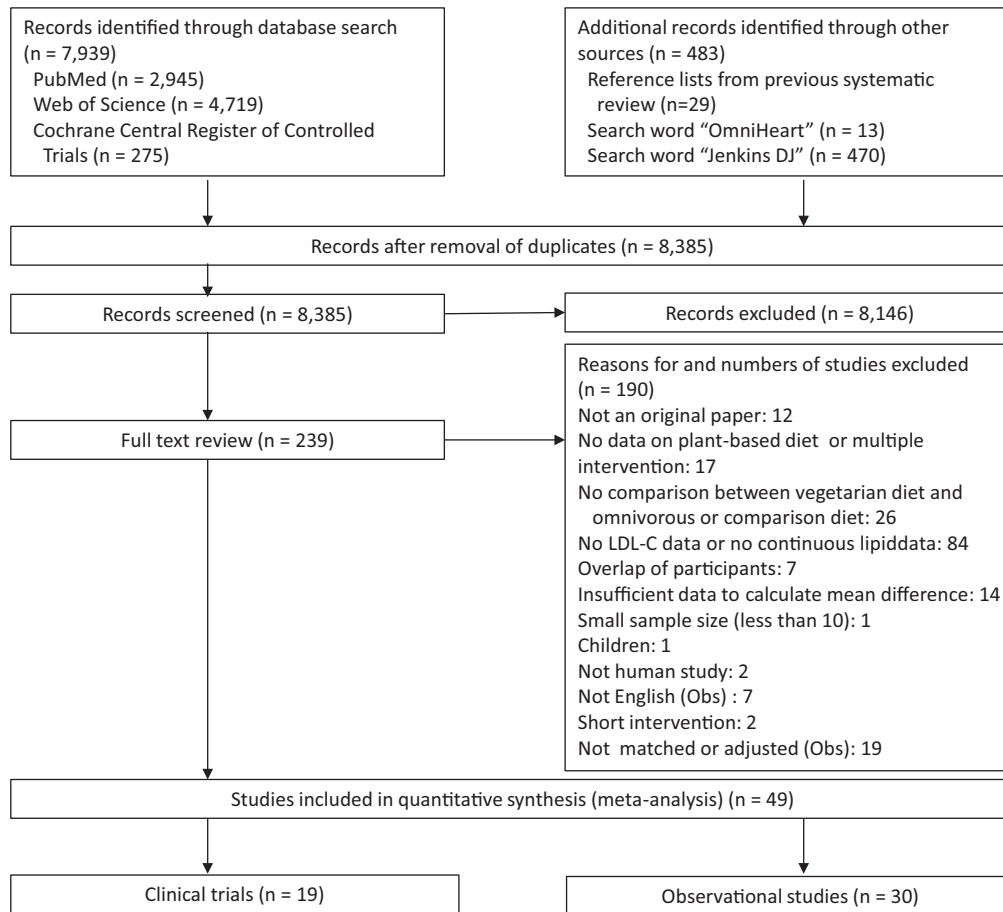 Records identified through database search
(n = 7,939)
PubMed (n = 2,945)
Web of Science (n = 4,719)
Cochrane Central Register of Controlled
Trials (n = 275)
Additional records identified through other
sources (n = 483)
Reference lists from previous systematic
review (n=29)
Search word “OmniHeart” (n = 13)
Search word “Jenkins DJ” (n = 470)
Records after removal of duplicates (n = 8,385)
Records screened (n = 8,385)
Records excluded (n = 8,146)
Full text review (n = 239)
Reasons for and numbers of studies excluded
(n = 190)
Not an original paper: 12
No data on plant-based diet or multiple
intervention: 17
No comparison between vegetarian diet and
omnivorous or comparison diet: 26
No LDL-C data or no continuous lipiddata: 84
Overlap of participants: 7
Insufficient data to calculate mean difference: 14
Small sample size (less than 10): 1
Children: 1
Not human study: 2
Not English (Obs) : 7
Short intervention: 2
Not matched or adjusted (Obs): 19
Studies included in quantitative synthesis (meta-analysis) (n = 49)
Clinical trials (n = 19)
Observational studies (n = 30)